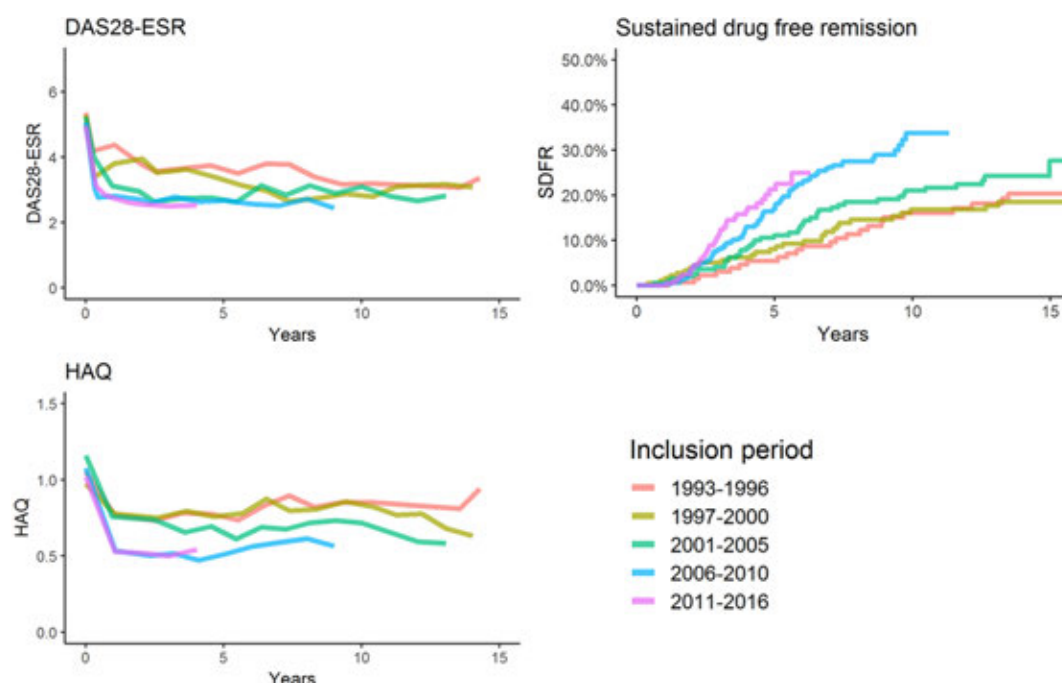 DAS28-ESR
6
4
2
0
DAS28-ESR
0 5 10 15
Years
Sustained drug free remission
50.0%
40.0%
30.0%
20.0%
10.0%
0.0%
SDFR
0 5 10 15
Years
HAQ
1.5
1.0
0.5
0.0
HAQ
0 5 10 15
Years
Inclusion period
1993-1996
1997-2000
2001-2005
2006-2010
2011-2016